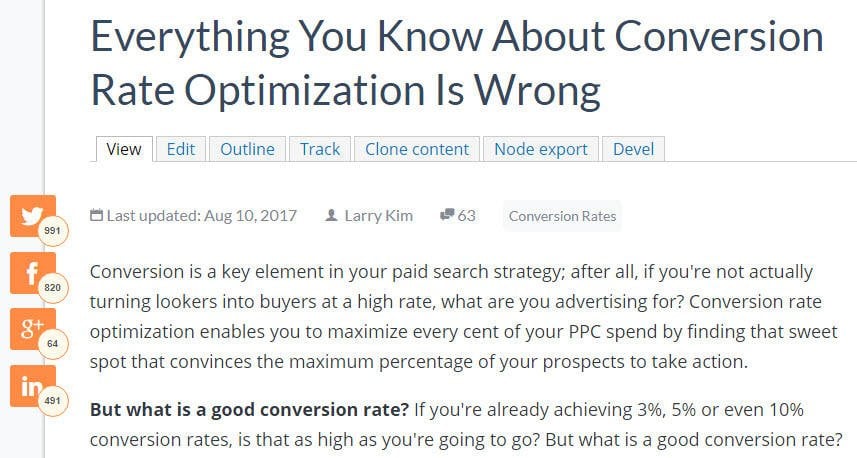 Everything You Know About Conversion
Rate Optimization Is Wrong
View Edit Outline Track Clone content Node export Devel
Last updated: Aug 10, 2017 Larry Kim 63 Conversion Rates
991
820
g+ 64
in 491
Conversion is a key element in your paid search strategy; after all, if you're not actually
turning lookers into buyers at a high rate, what are you advertising for? Conversion rate
optimization enables you to maximize every cent of your PPC spend by finding that sweet
spot that convinces the maximum percentage of your prospects to take action.
But what is a good conversion rate? If you're already achieving 3%, 5% or even 10%
conversion rates, is that as high as you're going to go? But what is a good conversion rate?